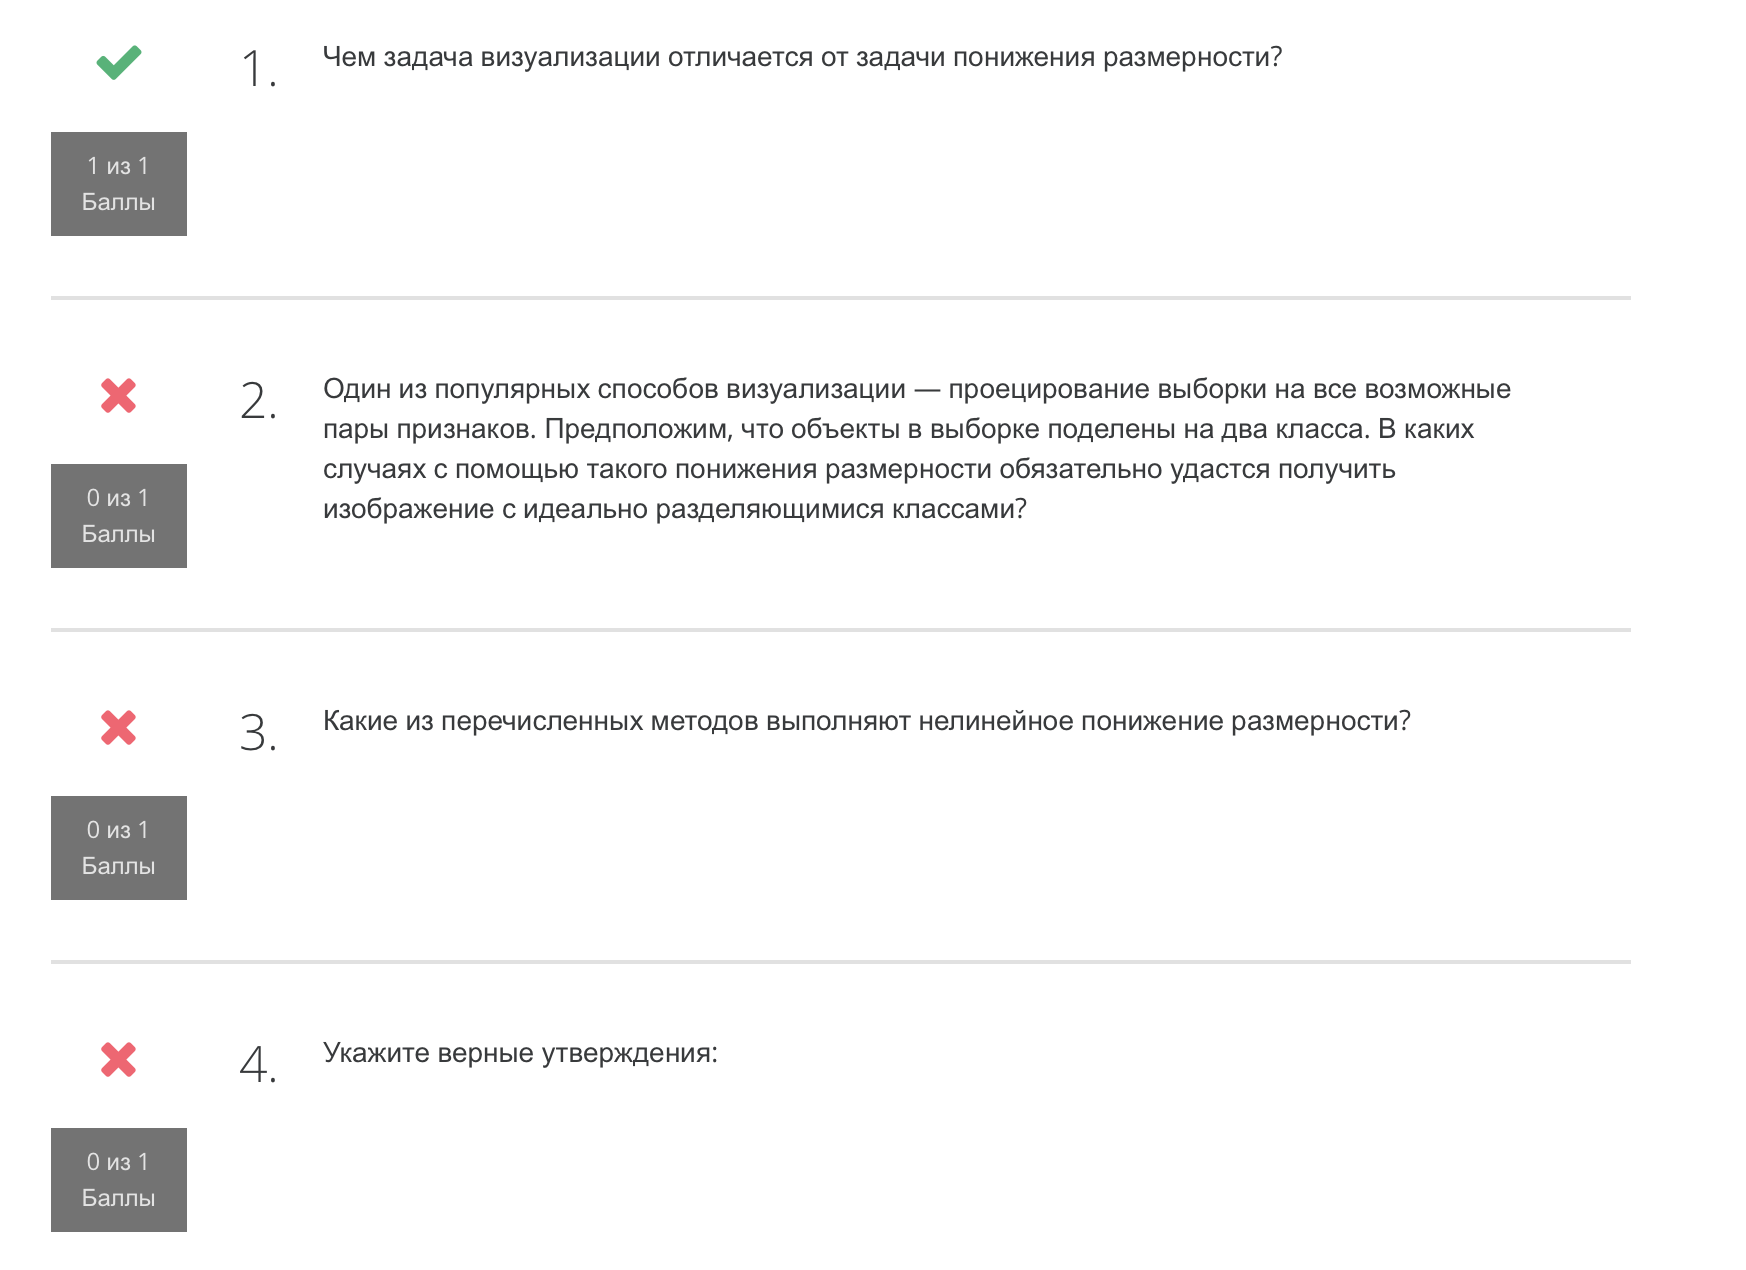 1. Чем задача визуализации отличается от задачи понижения размерности?
1 из 1
Баллы
2. Один из популярных способов визуализации — проецирование выборки на все возможные
пары признаков. Предположим, что объекты в выборке поделены на два класса. В каких
случаях с помощью такого понижения размерности обязательно удастся получить
изображение с идеально разделяющимися классами?
0 из 1
Баллы
3. Какие из перечисленных методов выполняют нелинейное понижение размерности?
0 из 1
Баллы
4. Укажите верные утверждения:
0 из 1
Баллы